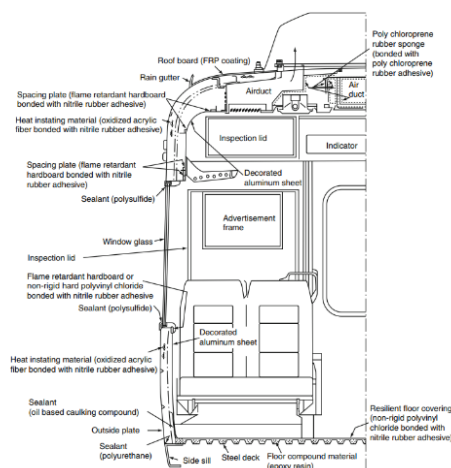 Poly chloroprene
rubber sponge
(bonded with
poly chloroprene
rubber adhesive)
Roof board (FRP coating)
Rain gutter
Airduct
Air
duct
Spacing plate (flame retardant hardboard
bonded with nitrile rubber adhesive)
Heat instating material (oxidized acrylic
fiber bonded with nitrile rubber adhesive)
Inspection lid
Indicator
Spacing plate (flame retardant
hardboard bonded with nitrile
rubber adhesive)
Decorated
aluminum sheet
Sealant (polysulfide)
Advertisement
frame
Window glass
Inspection lid
Flame retardant hardboard or
non-rigid hard polyvinyl chloride
bonded with nitrile rubber adhesive
Sealant (polysulfide)
Decorated
aluminum sheet
Heat instating material (oxidized acrylic
fiber bonded with nitrile rubber adhesive)
Sealant
(oil based caulking compound)
Outside plate
Sealant
(polyurethane)
Side sill
Steel deck
Floor compound material
(epoxy resin)
Resilient floor covering
(non-rigid polyvinyl
chloride bonded with
nitrile rubber adhesive)